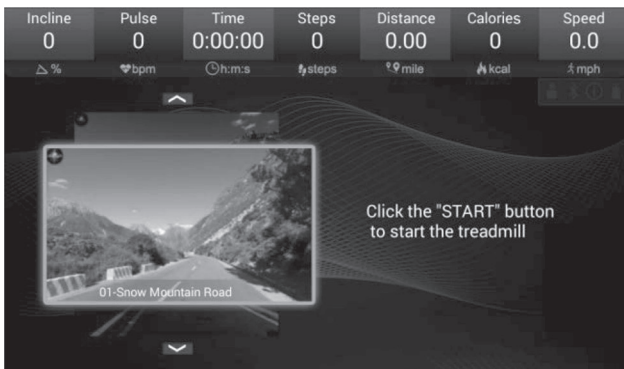 Incline Pulse Time Steps Distance Calories Speed
0 0 0:00:00 0 0.00 0 0.0
% bpm h:m:s steps mile kcal mph
Click the "START" button
to start the treadmill
01-Snow Mountain Road